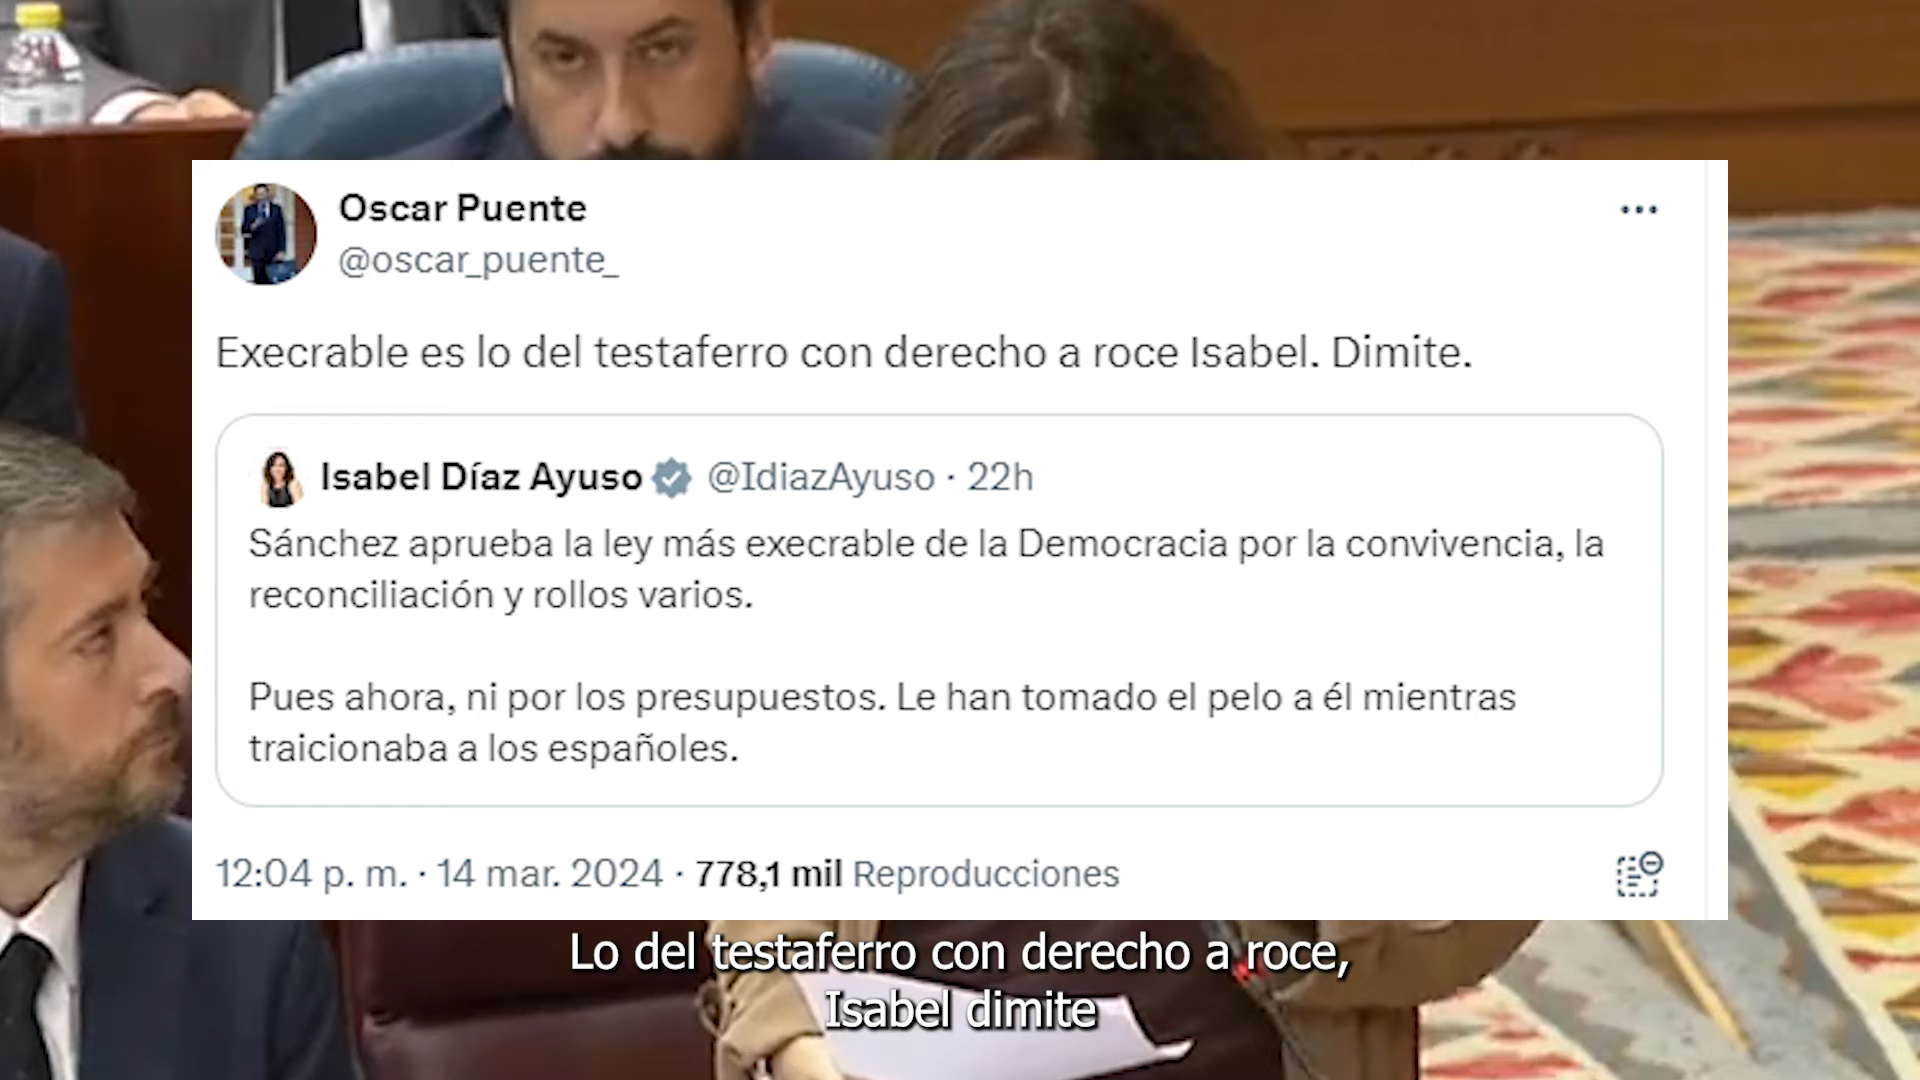 Oscar Puente
@oscar_puente_
Execrable es lo del testaferro con derecho a roce Isabel. Dimite.
Isabel Díaz Ayuso @IdiazAyuso · 22h
Sánchez aprueba la ley más execrable de la Democracia por la convivencia, la
reconciliación y rollos varios.
Pues ahora, ni por los presupuestos. Le han tomado el pelo a él mientras
traicionaba a los españoles.
12:04 p. m. · 14 mar. 2024 · 778,1 mil Reproducciones
Lo del testaferro con derecho a roce,
Isabel dimite